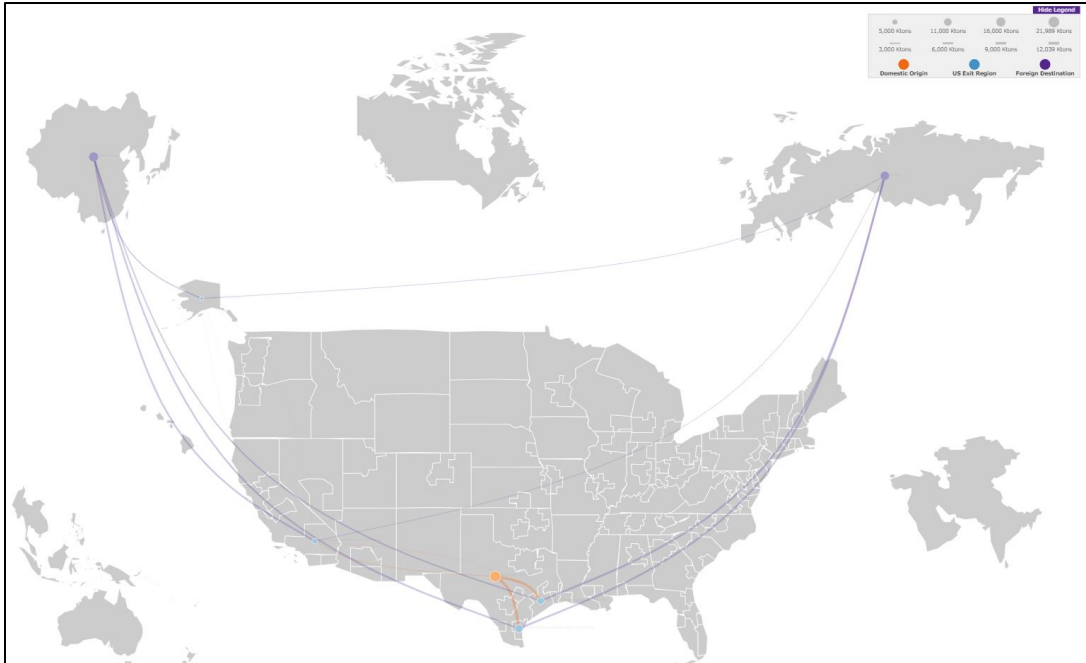 Hide Legend
5,000 Ktons 11,000 Ktons 16,000 Ktons 21,989 Ktons
3,000 Ktons 6,000 Ktons 9,000 Ktons 12,039 Ktons
Domestic Origin US Exit Region Foreign Destination